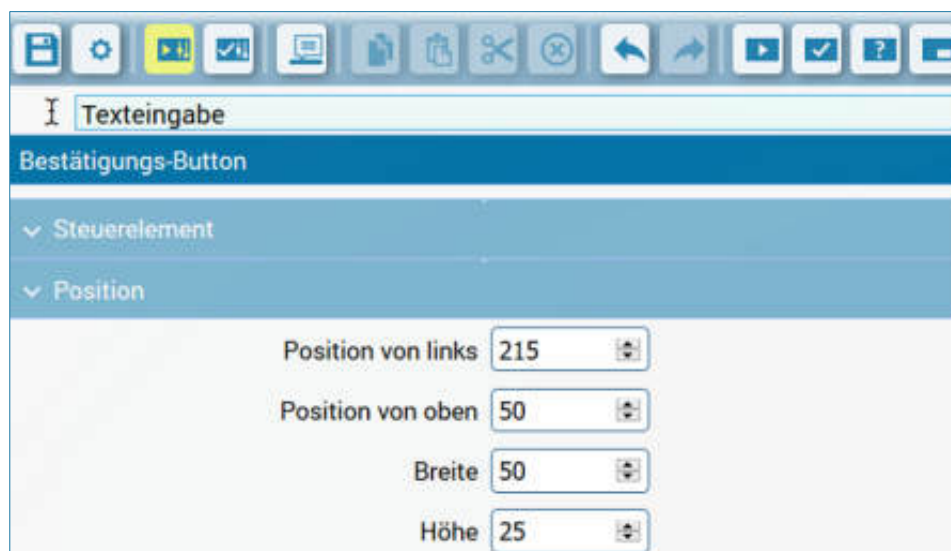 Texteingabe
Bestätigungs-Button
Steuerelement
Position
Position von links 215
Position von oben 50
Breite 50
Höhe 25